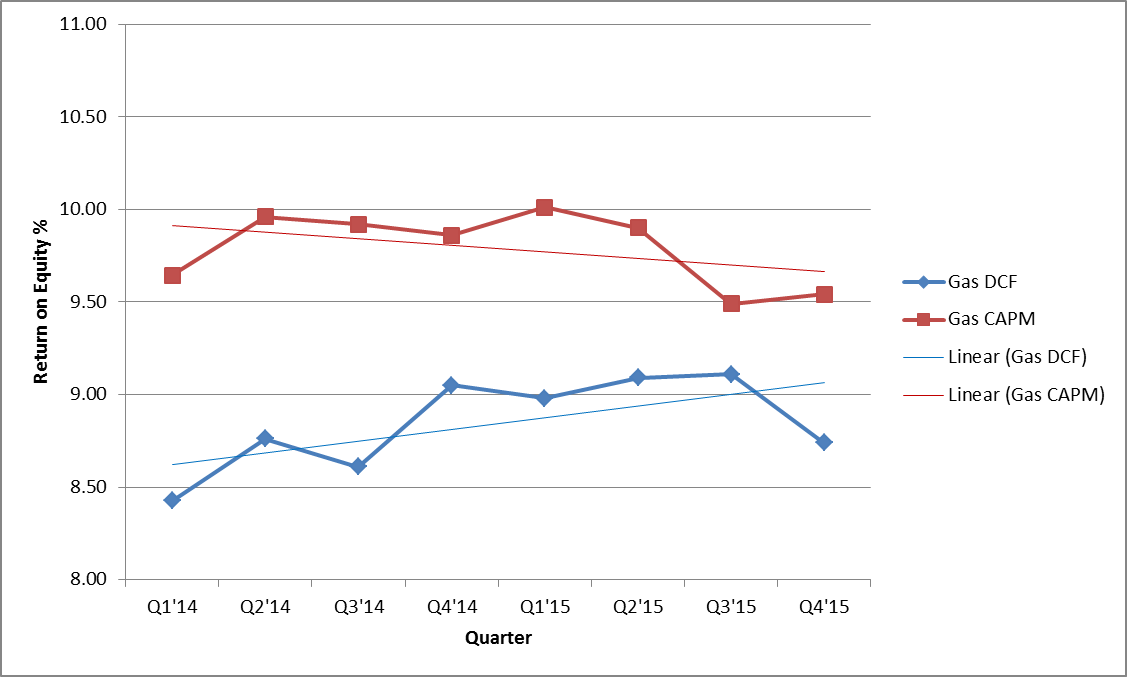 11.00
10.50
10.00
9.50
9.00
8.50
8.00
Return on Equity %
Q1'14 Q2'14 Q3'14 Q4'14 Q1'15 Q2'15 Q3'15 Q4'15
Quarter
Gas DCF
Gas CAPM
Linear (Gas DCF)
Linear (Gas CAPM)